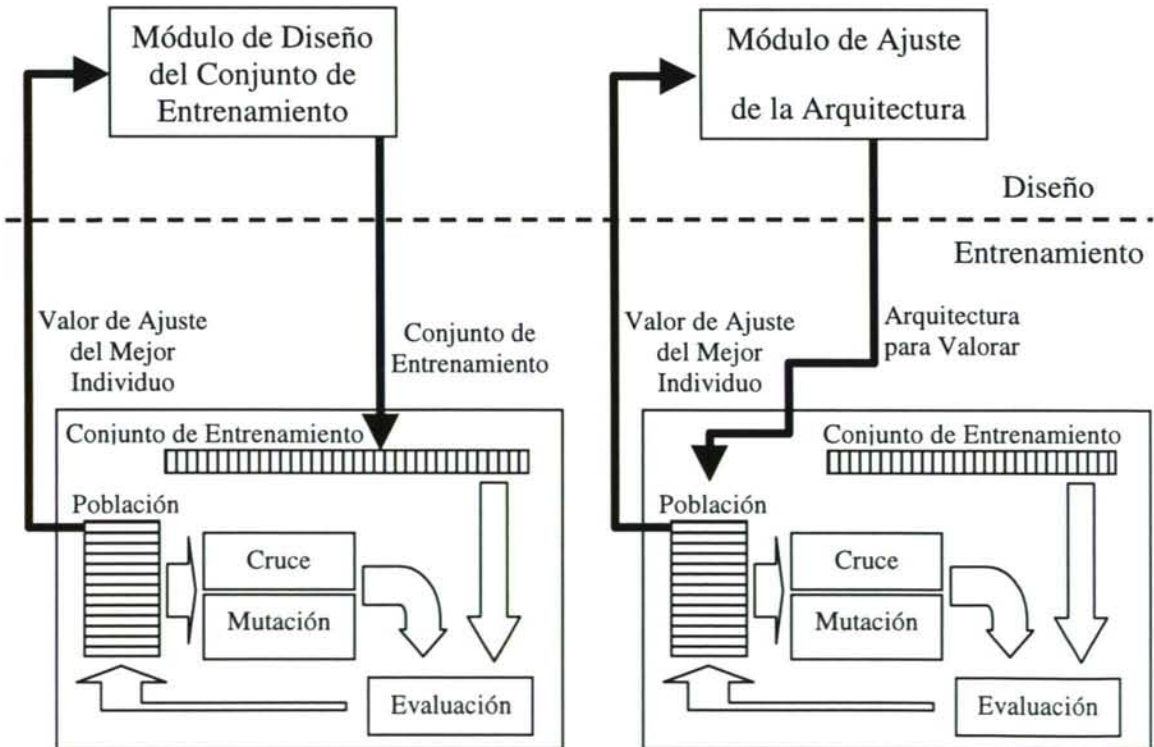 Módulo de Diseño
del Conjunto de
Entrenamiento
Módulo de Ajuste
de la Arquitectura
Diseño
Entrenamiento
Valor de Ajuste
del Mejor
Individuo
Conjunto de
Entrenamiento
Valor de Ajuste
del Mejor
Individuo
Arquitectura
para Valorar
Conjunto de Entrenamiento
Población
Cruce
Mutación
Evaluación
Conjunto de Entrenamiento
Población
Cruce
Mutación
Evaluación